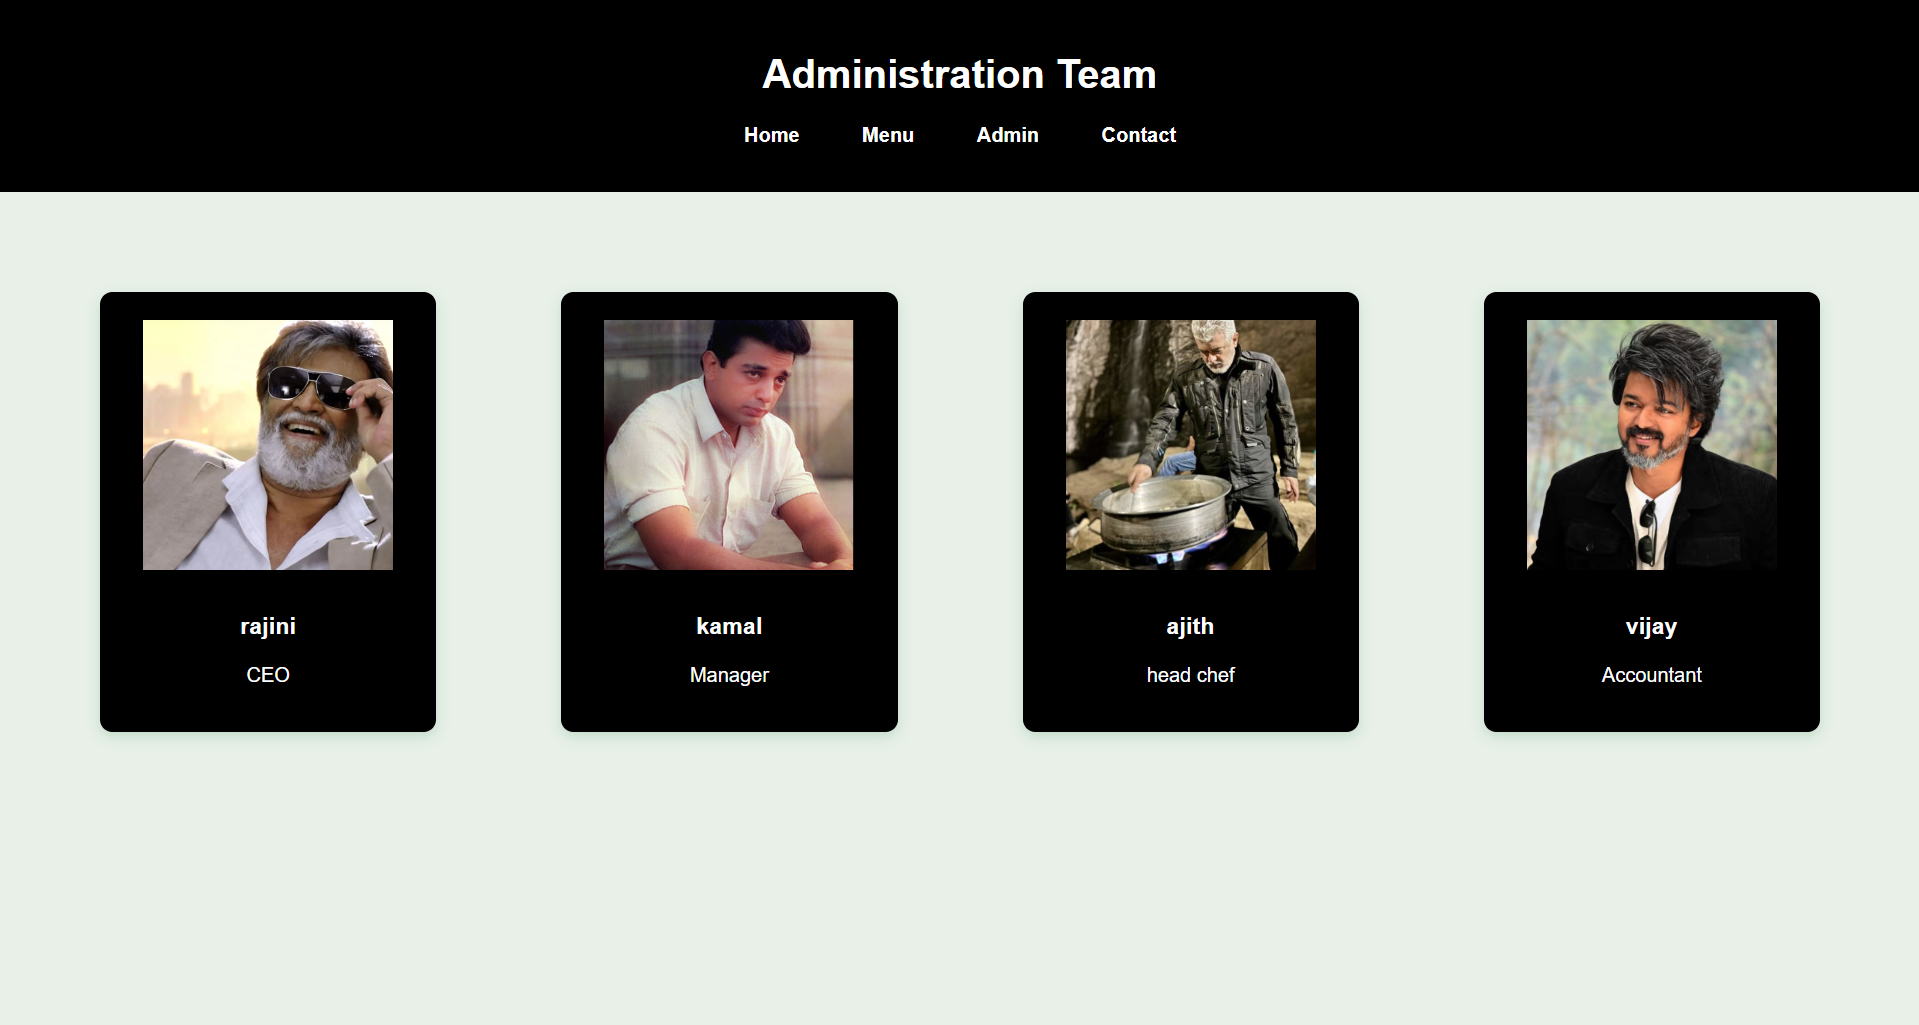 Administration Team
Home Menu Admin Contact
rajini
CEO
kamal
Manager
ajith
head chef
vijay
Accountant